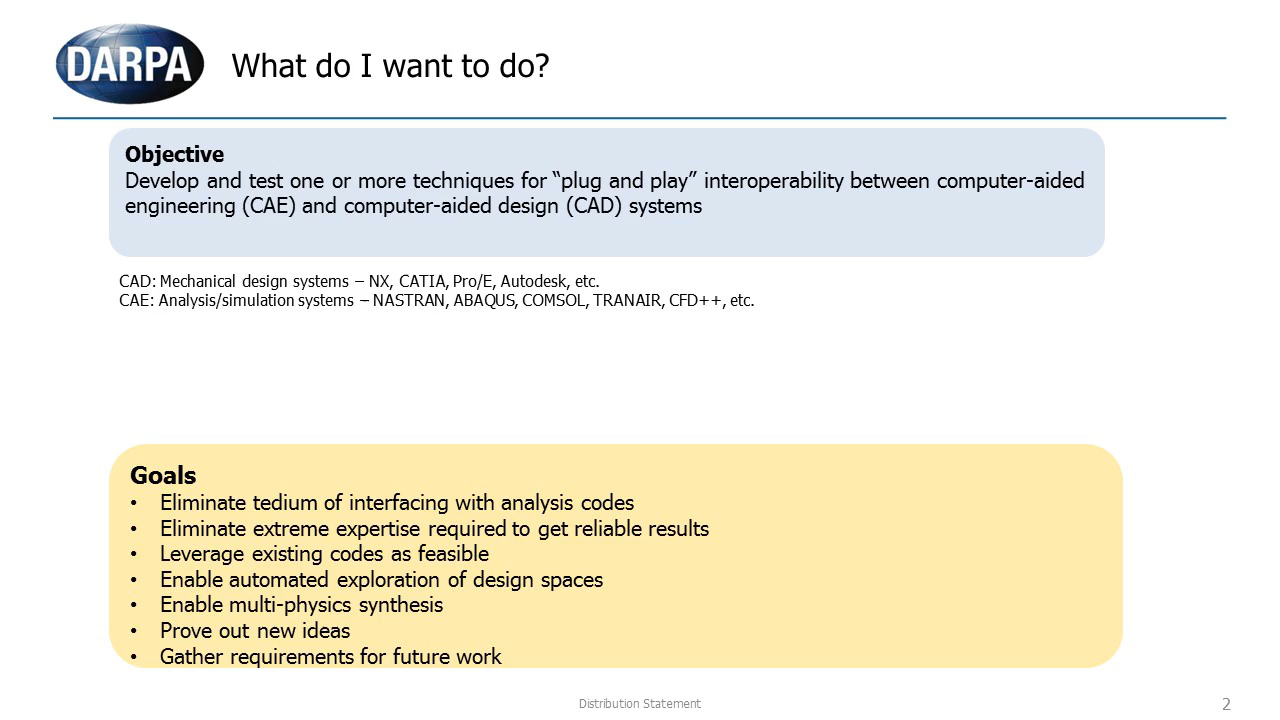 DARPA
What do I want to do?
Objective
Develop and test one or more techniques for “plug and play” interoperability between computer-aided
engineering (CAE) and computer-aided design (CAD) systems
CAD: Mechanical design systems – NX, CATIA, Pro/E, Autodesk, etc.
CAE: Analysis/simulation systems – NASTRAN, ABAQUS, COMSOL, TRANAIR, CFD++, etc.
Goals
• Eliminate tedium of interfacing with analysis codes
• Eliminate extreme expertise required to get reliable results
• Leverage existing codes as feasible
• Enable automated exploration of design spaces
• Enable multi-physics synthesis
• Prove out new ideas
• Gather requirements for future work
Distribution Statement
2